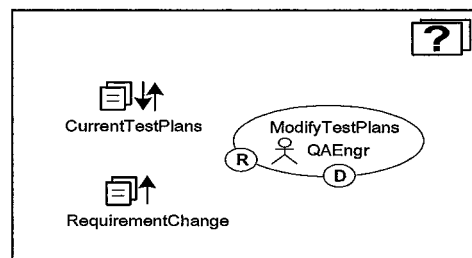 ?
CurrentTestPlans
ModifyTestPlans
QAEngr
R
D
RequirementChange